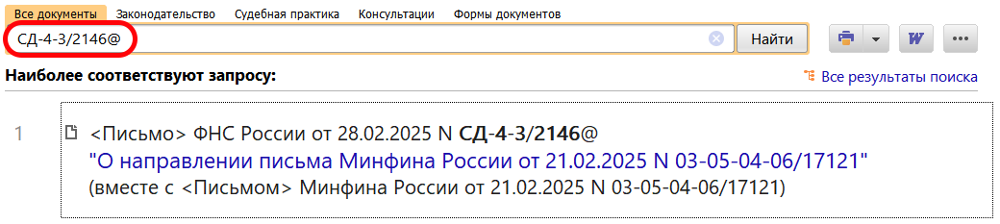 Все документы Законодательство Судебная практика Консультации Формы документов
СД-4-3/2146@ Найти W
Наиболее соответствуют запросу: Все результаты поиска
1 <Письмо> ФНС России от 28.02.2025 N СД-4-3/2146@
"О направлении письма Минфина России от 21.02.2025 N 03-05-04-06/17121"
(вместе с <Письмом> Минфина России от 21.02.2025 N 03-05-04-06/17121)